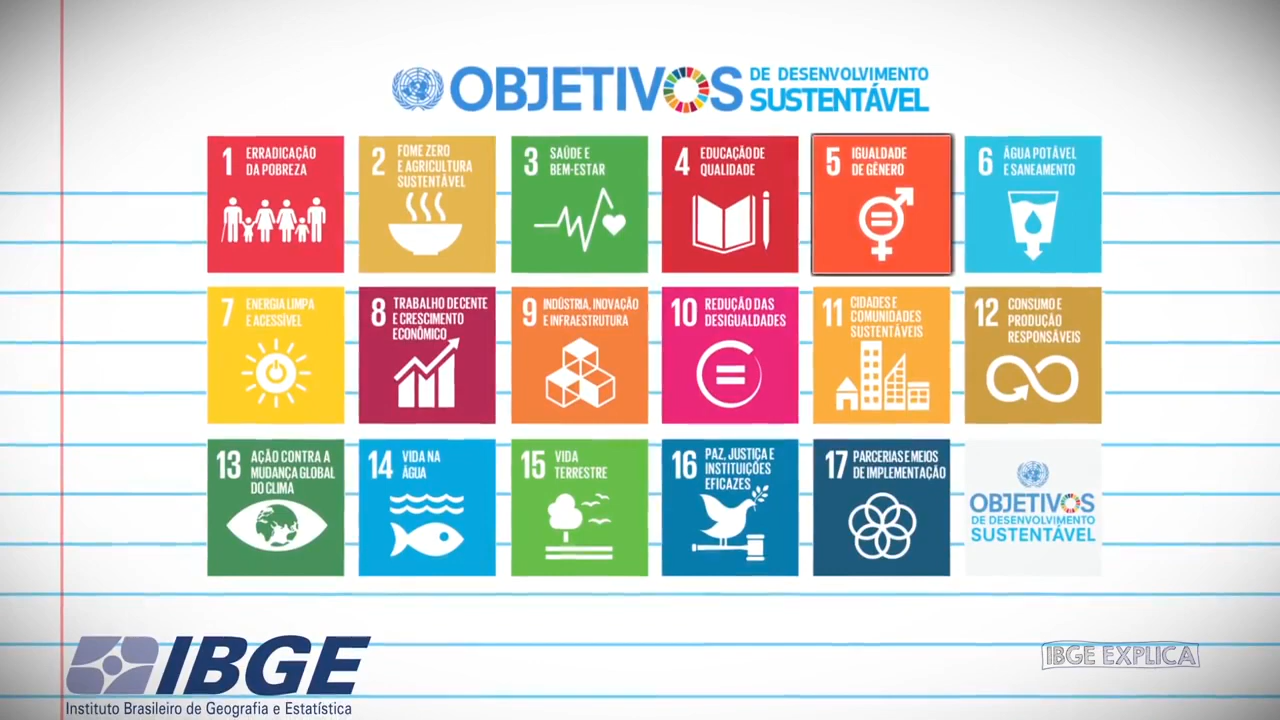 OBJETIVOS
DE DESENVOLVIMENTO
SUSTENTÁVEL
1 ERRADICAÇÃO
DA POBREZA
2 FOME ZERO
E AGRICULTURA
SUSTENTÁVEL
3 SAÚDE E
BEM-ESTAR
4 EDUCAÇÃO DE
QUALIDADE
5 IGUALDADE
DE GÊNERO
6 ÁGUA POTÁVEL
E SANEAMENTO
7 ENERGIA LIMPA
E ACESSÍVEL
8 TRABALHO DECENTE
E CRESCIMENTO
ECONÔMICO
9 INDÚSTRIA, INOVAÇÃO
E INFRAESTRUTURA
10 REDUÇÃO DAS
DESIGUALDADES
11 CIDADES E
COMUNIDADES
SUSTENTÁVEIS
12 CONSUMO E
PRODUÇÃO
RESPONSÁVEIS
13 AÇÃO CONTRA A
MUDANÇA GLOBAL
DO CLIMA
14 VIDA NA
ÁGUA
15 VIDA
TERRESTRE
16 PAZ, JUSTIÇA E
INSTITUIÇÕES
EFICAZES
17 PARCERIAS E MEIOS
DE IMPLEMENTAÇÃO
OBJETIVOS
DE DESENVOLVIMENTO
SUSTENTÁVEL
IBGE
Instituto Brasileiro de Geografia e Estatística
IBGE EXPLICA